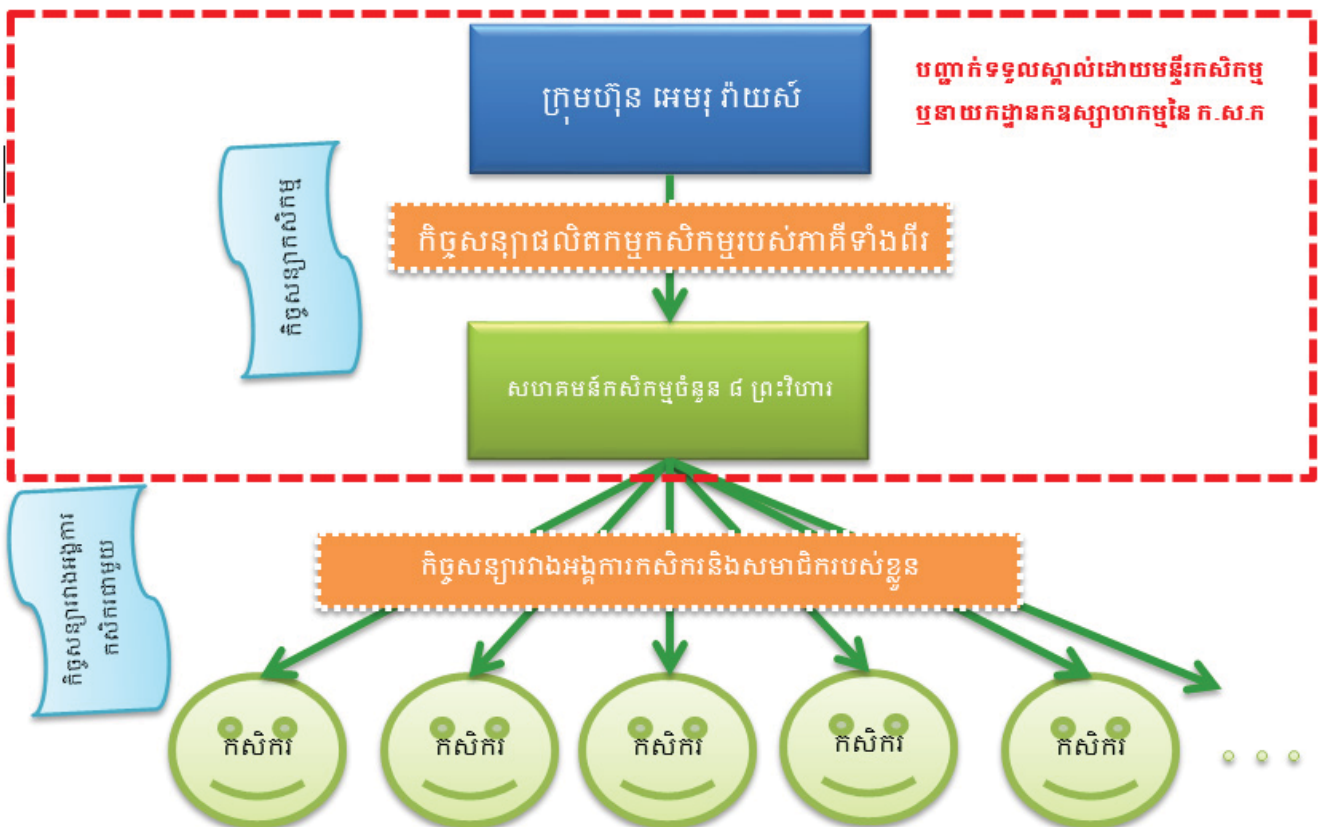 ក្រុមហ៊ុន អេមរុ រ៉ាយស៍
បញ្ជាក់ទទួលស្គាល់ដោយមន្ទីរកសិកម្ម
ឬនាយកដ្ឋានកឧស្សាហកម្មនៃ ក.ស.ក
កិច្ចសន្យាកសិកម្ម
កិច្ចសន្យាផលិតកម្មកសិកម្មរបស់ភាគីទាំងពីរ
សហគមន៍កសិកម្មចំនួន ៨ ព្រះវិហារ
កិច្ចសន្យារវាងអង្គការ
កសិករជាមួយ
កិច្ចសន្យារវាងអង្គការកសិករនិងសមាជិករបស់ខ្លួន
កសិករ
កសិករ
កសិករ
កសិករ
កសិករ
. . .